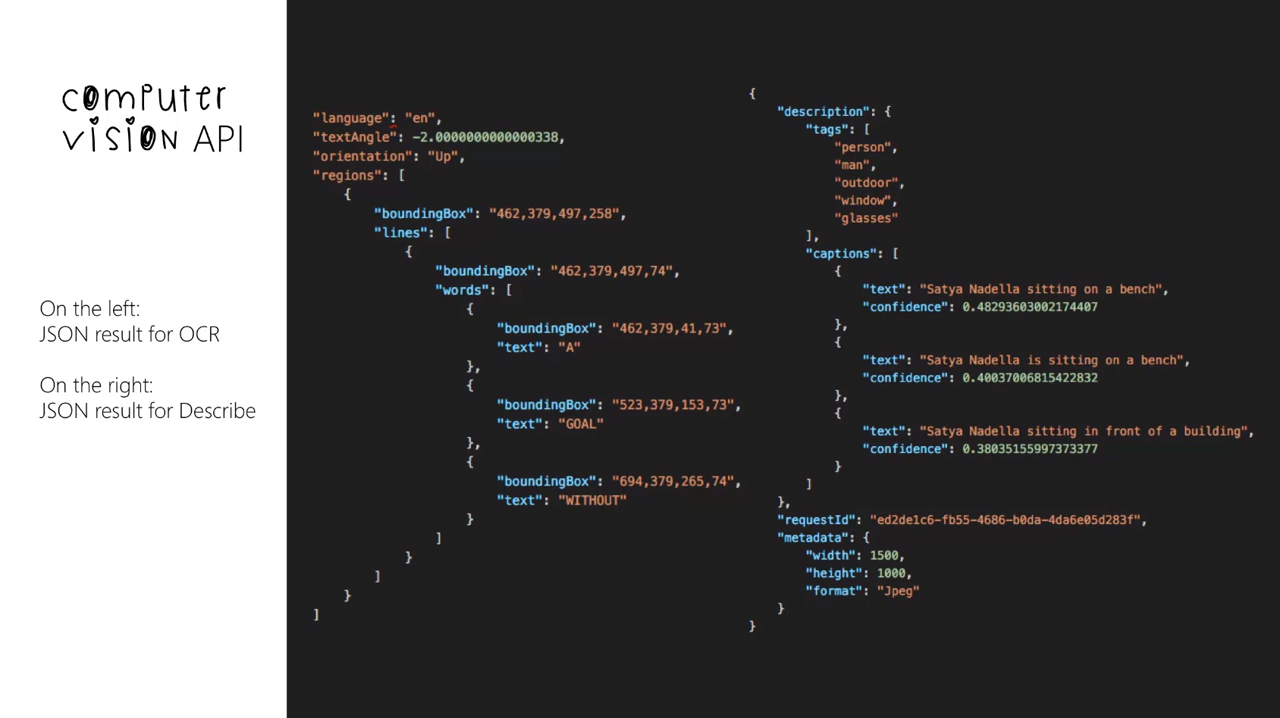 computer
vision API
On the left:
JSON result for OCR
On the right:
JSON result for Describe
"language": "en",
"textAngle": -2.0000000000000338,
"orientation": "Up",
"regions": [
{
"boundingBox": "462,379,497,258",
"lines": [
{
"boundingBox": "462,379,497,74",
"words": [
{
"boundingBox": "462,379,41,73",
"text": "A"
},
{
"boundingBox": "523,379,153,73",
"text": "GOAL"
},
{
"boundingBox": "694,379,265,74",
"text": "WITHOUT"
}
]
}
]
}
]
{
"description": {
"tags": [
"person",
"man",
"outdoor",
"window",
"glasses"
],
"captions": [
{
"text": "Satya Nadella sitting on a bench",
"confidence": 0.48293603002174407
},
{
"text": "Satya Nadella is sitting on a bench",
"confidence": 0.40037006815422832
},
{
"text": "Satya Nadella sitting in front of a building",
"confidence": 0.38035155997373377
}
]
},
"requestId": "ed2de1c6-fb55-4686-b0da-4da6e05d283f",
"metadata": {
"width": 1500,
"height": 1000,
"format": "Jpeg"
}
}